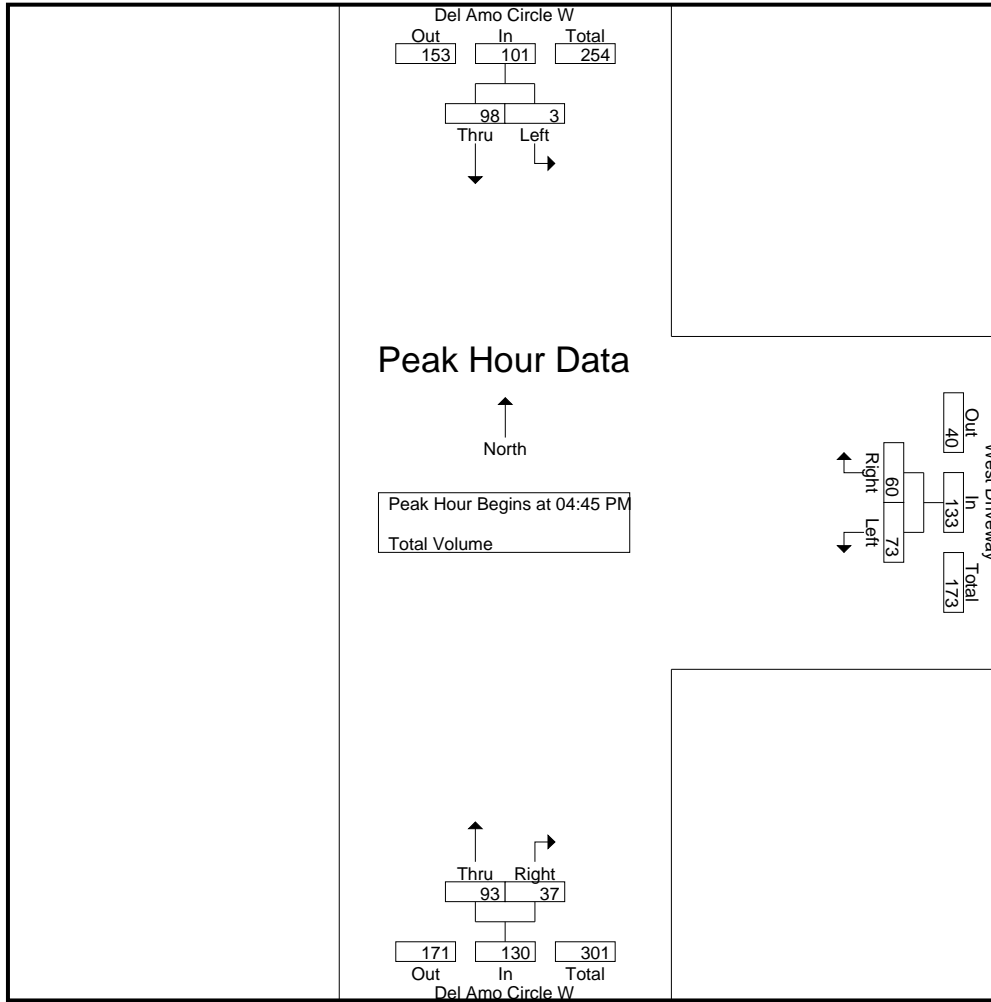 Del Amo Circle W
Out In Total
153 101 254
98 3
Thru Left
Peak Hour Data
North
Peak Hour Begins at 04:45 PM
Total Volume
West Driveway
Out In Total
40 133 173
60 73
Right Left
Thru Right
93 37
171 130 301
Out In Total
Del Amo Circle W